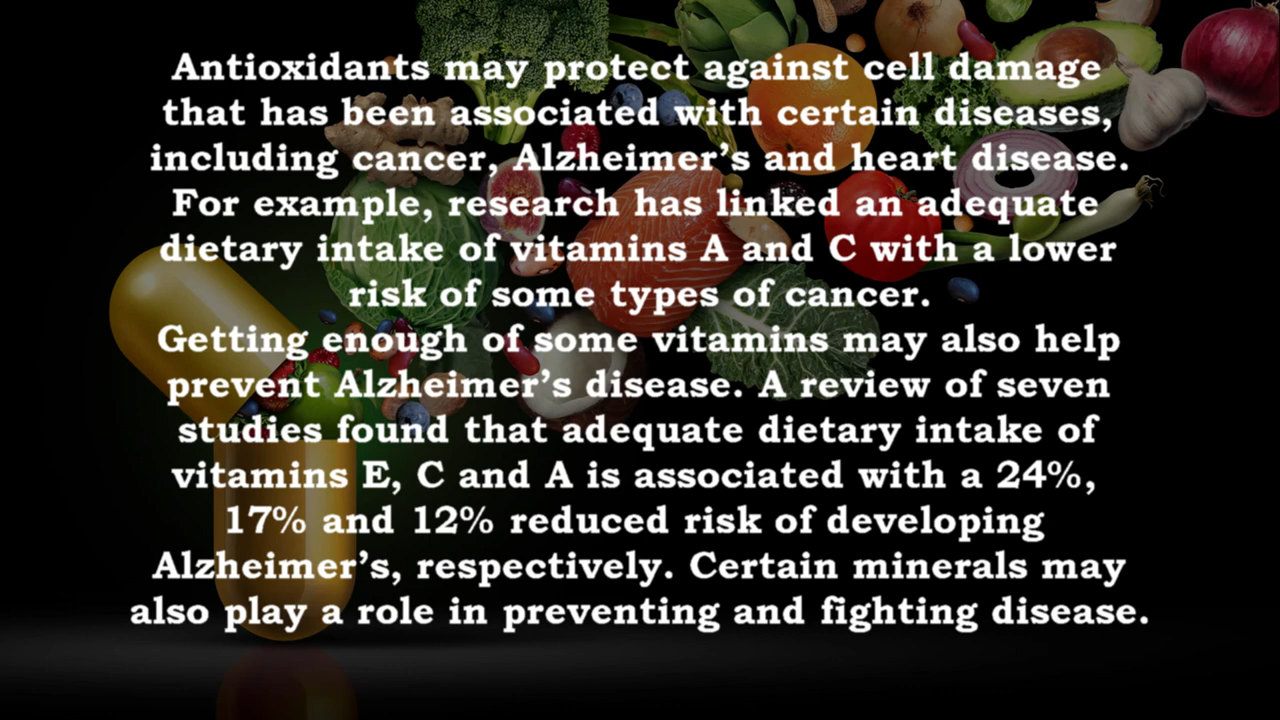 Antioxidants may protect against cell damage
that has been associated with certain diseases,
including cancer, Alzheimer’s and heart disease.
For example, research has linked an adequate
dietary intake of vitamins A and C with a lower
risk of some types of cancer.
Getting enough of some vitamins may also help
prevent Alzheimer’s disease. A review of seven
studies found that adequate dietary intake of
vitamins E, C and A is associated with a 24%,
17% and 12% reduced risk of developing
Alzheimer’s, respectively. Certain minerals may
also play a role in preventing and fighting disease.